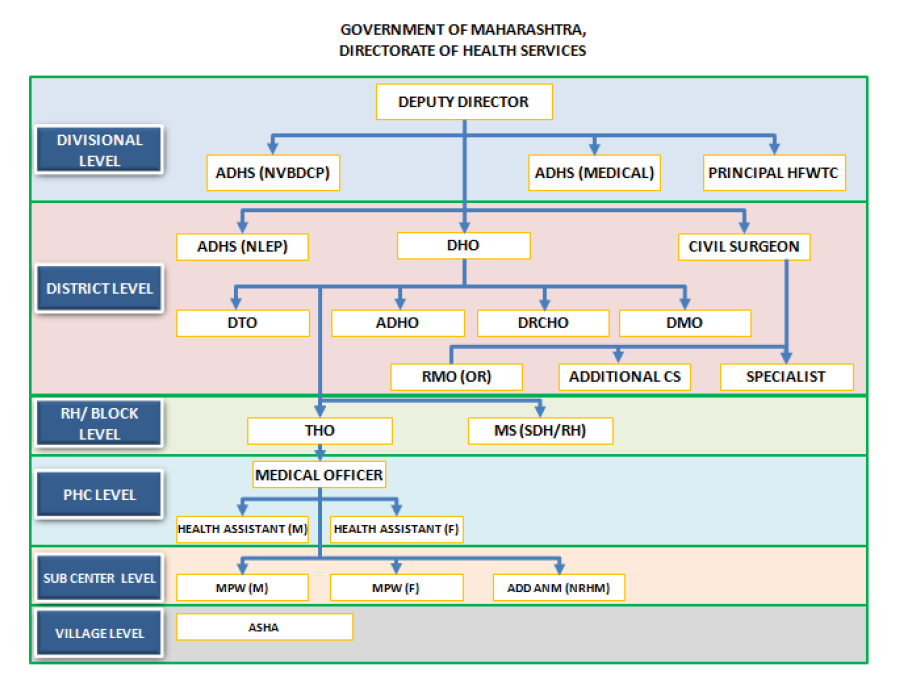 GOVERNMENT OF MAHARASHTRA,
DIRECTORATE OF HEALTH SERVICES
DEPUTY DIRECTOR
DIVISIONAL
LEVEL
ADHS (NVBDCP)
ADHS (MEDICAL)
PRINCIPAL HFWTC
ADHS (NLEP)
DHO
CIVIL SURGEON
DISTRICT LEVEL
DTO
ADHO
DRCHO
DMO
RMO (OR)
ADDITIONAL CS
SPECIALIST
RH/ BLOCK
LEVEL
THO
MS (SDH/RH)
MEDICAL OFFICER
PHC LEVEL
HEALTH ASSISTANT (M)
HEALTH ASSISTANT (F)
SUB CENTER LEVEL
MPW (M)
MPW (F)
ADD ANM (NRHM)
VILLAGE LEVEL
ASHA